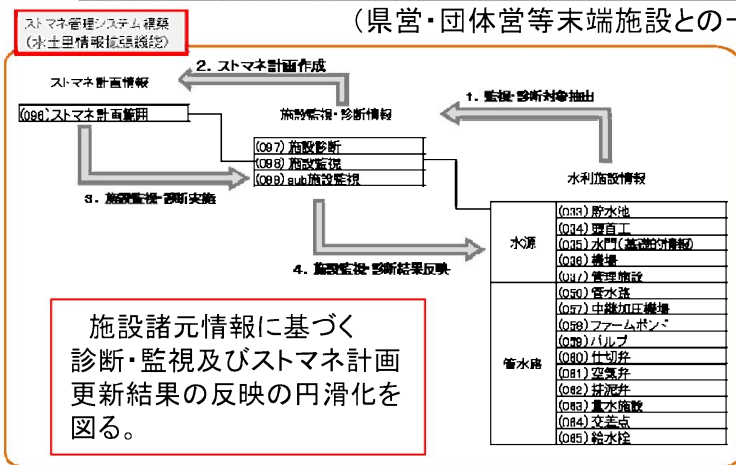 (県営・団体営等末端施設との一
ストマネ管理システム構築
(水土里情報拡張機能)
2. ストマネ計画作成
ストマネ計画情報
1. 監視・診断対象抽出
施設監視・診断情報
(096)ストマネ計画範囲
(097)施設診断
(098)施設監視
(099)sub施設監視
水利施設情報
3. 施設監視・診断実施
4. 施設監視・診断結果反映
水源
(033)貯水池
(034)頭首工
(035)水門(基礎的情報)
(036)機場
(037)管理施設
管水路
(056)管水路
(057)中継加圧機場
(058)ファームポンド
(059)バルブ
(060)仕切弁
(061)空気弁
(062)排泥弁
(063)量水施設
(064)交差点
(065)給水栓
施設諸元情報に基づく
診断・監視及びストマネ計画
更新結果の反映の円滑化を
図る。